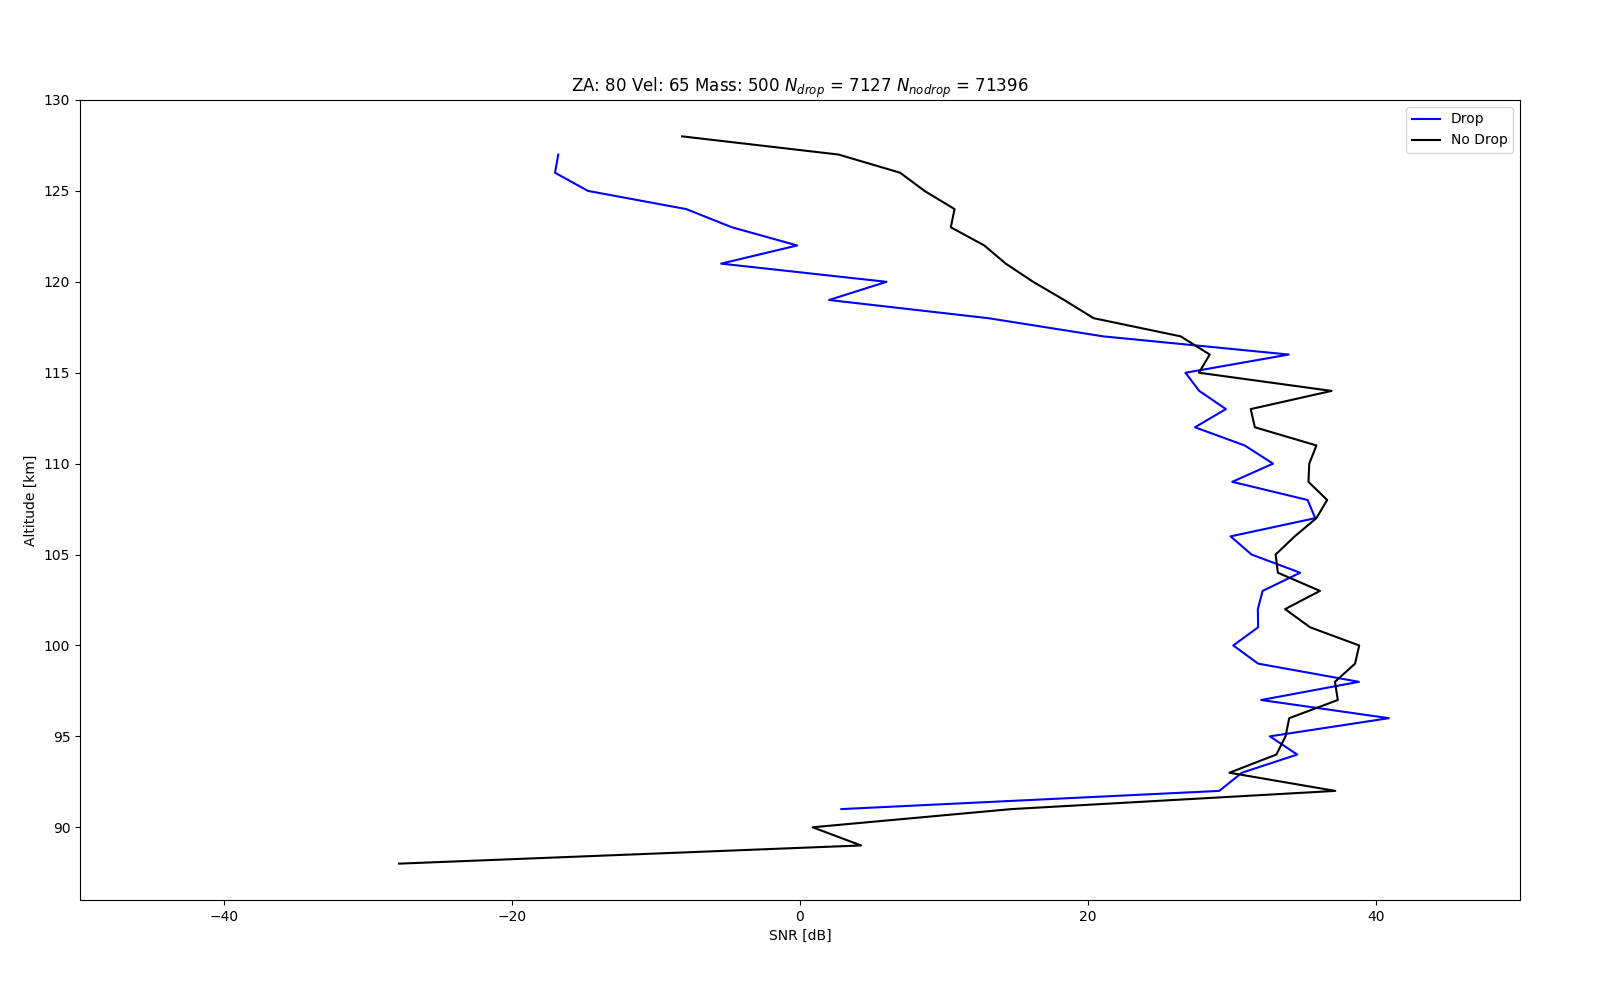 ZA: 80 Vel: 65 Mass: 500 N_drop = 7127 N_nodrop = 71396
Drop
No Drop
130
125
120
115
110
105
100
95
90
Altitude [km]
−40
−20
0
20
40
SNR [dB]